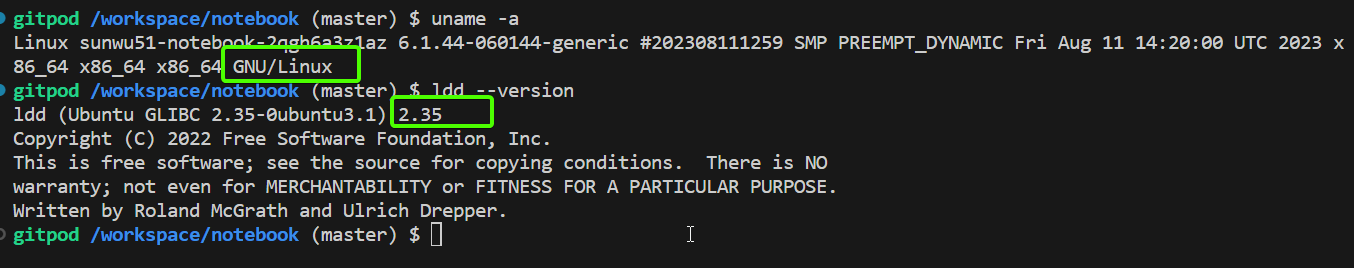 gitpod /workspace/notebook (master) $ uname -a
Linux sunwu51-notebook-2qgh6a3z1az 6.1.44-060144-generic #202308111259 SMP PREEMPT_DYNAMIC Fri Aug 11 14:20:00 UTC 2023 x
86_64 x86_64 x86_64 GNU/Linux
gitpod /workspace/notebook (master) $ ldd --version
ldd (Ubuntu GLIBC 2.35-0ubuntu3.1) 2.35
Copyright (C) 2022 Free Software Foundation, Inc.
This is free software; see the source for copying conditions.  There is NO
warranty; not even for MERCHANTABILITY or FITNESS FOR A PARTICULAR PURPOSE.
Written by Roland McGrath and Ulrich Drepper.
gitpod /workspace/notebook (master) $